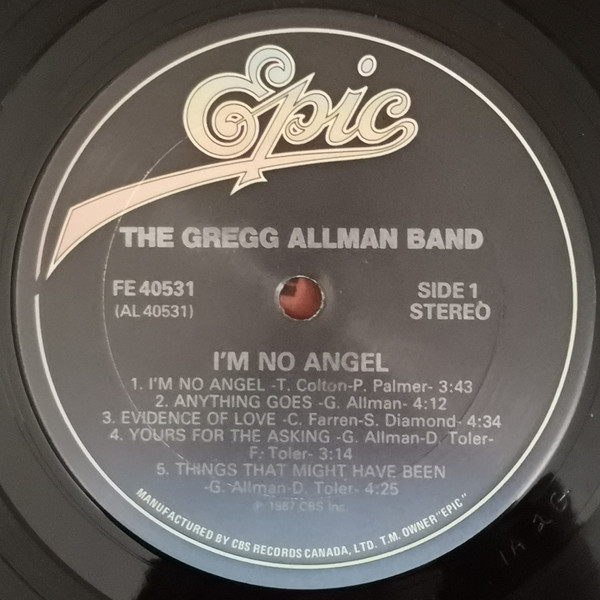 Epic
THE GREGG ALLMAN BAND
FE 40531
(AL 40531)
SIDE 1
STEREO
I'M NO ANGEL
1. I'M NO ANGEL -T. Colton-P. Palmer- 3:43
2. ANYTHING GOES -G. Allman- 4:12
3. EVIDENCE OF LOVE -C. Farren-S. Diamond- 4:34
4. YOURS FOR THE ASKING -G. Allman-D. Toler-
F. Toler- 3:14
5. THINGS THAT MIGHT HAVE BEEN
-G. Allman-D. Toler- 4:25
℗ 1987 CBS Inc.
MANUFACTURED BY CBS RECORDS CANADA, LTD. T.M. OWNER "EPIC"
1A 2G